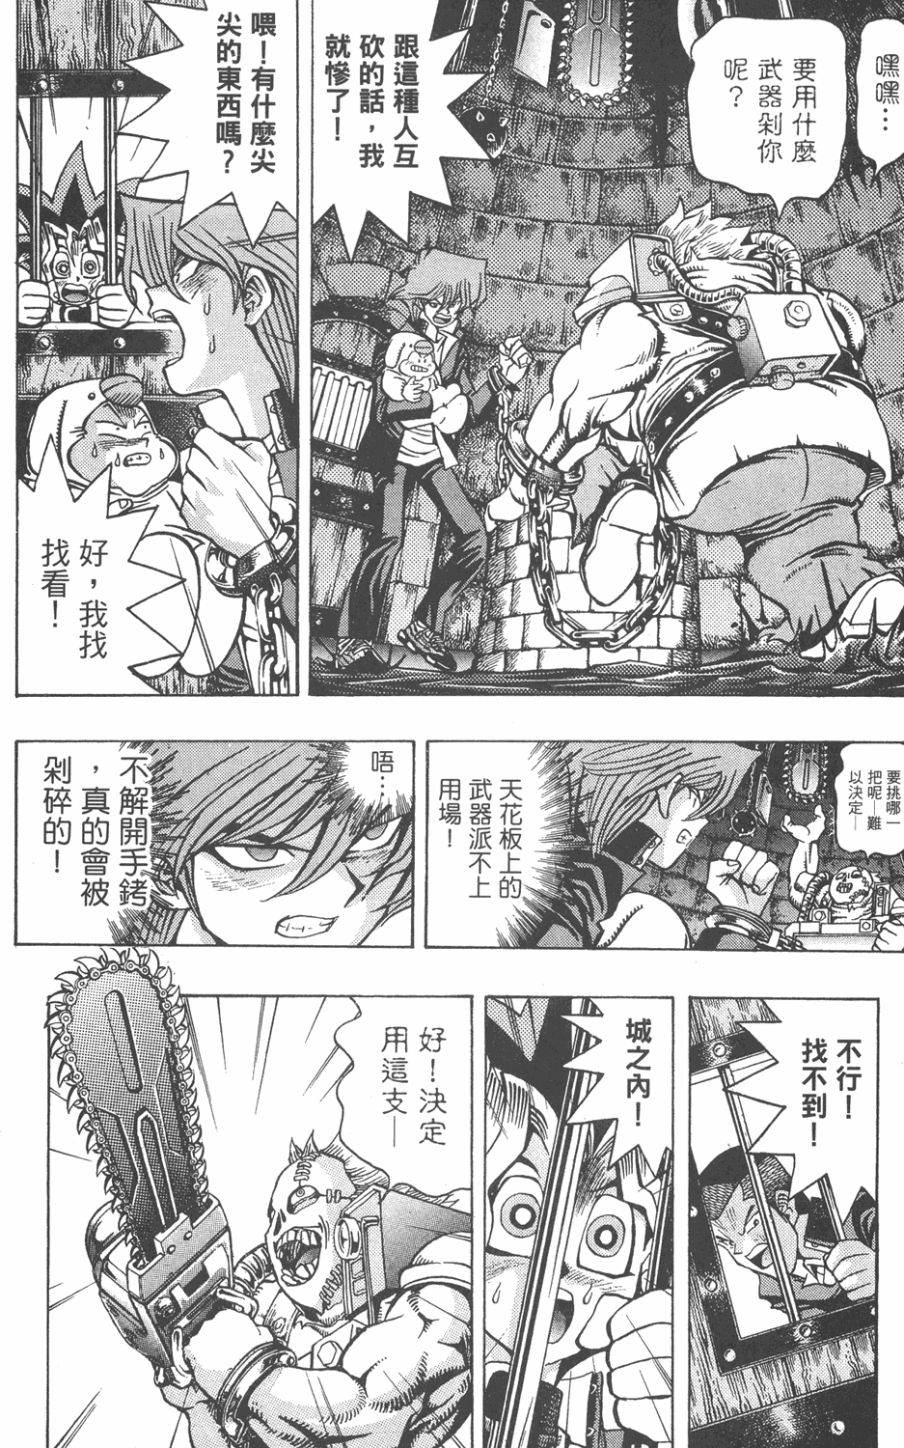 嘿嘿…
要用什麼
武器剁你
呢？
跟這種人互
砍的話，我
就慘了！
喂！有什麼尖
尖的東西嗎？
好，我找
找看！
要挑哪一
把呢—難
以決定—
天花板上的
武器派不上
用場！
唔…
不解開手銬
，真的會被
剁碎的！
不行！
找不到！
城之內！
好！決定
用這支—